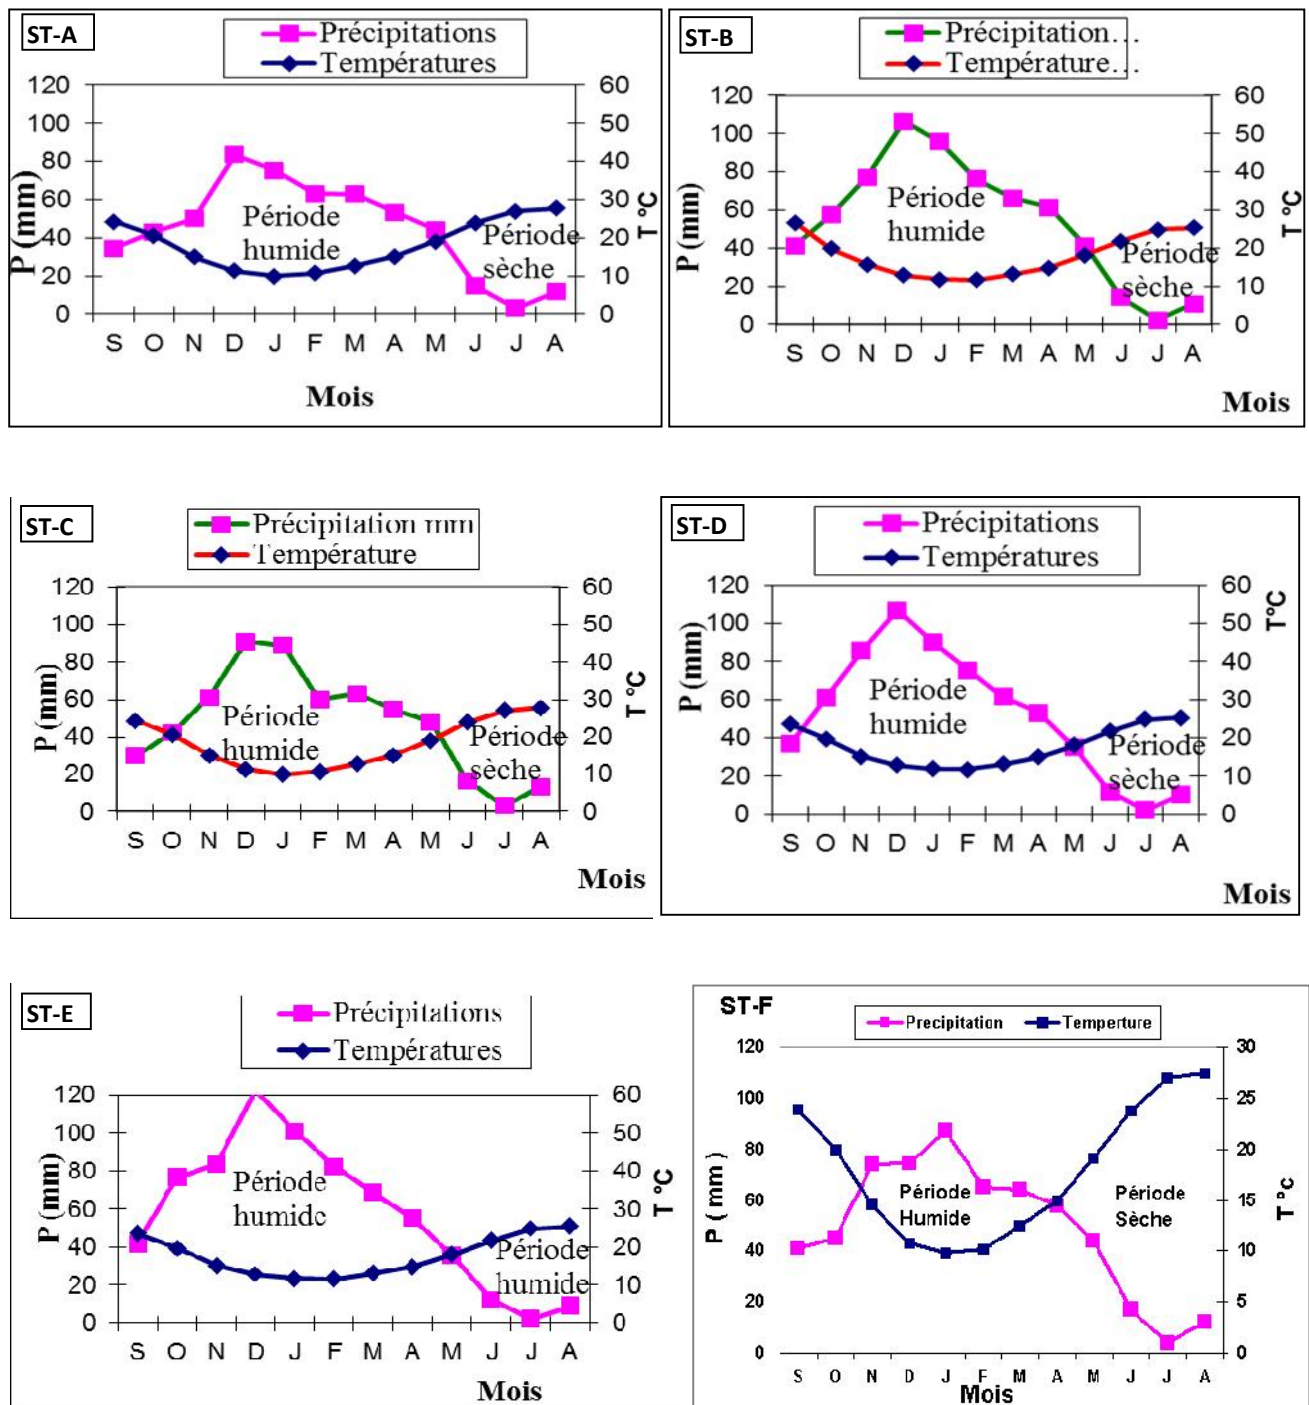 ST-A
Précipitations
Températures
120
100
80
60
40
20
0
P (mm)
60
50
40
30
20
10
0
T °C
Période
humide
Période
sèche
S O N D J F M A M J J A
Mois
ST-B
Précipitation...
Température...
120
100
80
60
40
20
0
P (mm)
60
50
40
30
20
10
0
T °C
Période
humide
Période
sèche
S O N D J F M A M J J A
Mois
ST-C
Précipitation mm
Température
120
100
80
60
40
20
0
P (mm)
60
50
40
30
20
10
0
T °C
Période
humide
Période
sèche
S O N D J F M A M J J A
Mois
ST-D
Précipitations
Températures
120
100
80
60
40
20
0
P (mm)
60
50
40
30
20
10
0
T°C
Période
humide
Période
sèche
S O N D J F M A M J J A
Mois
ST-E
Précipitations
Températures
120
100
80
60
40
20
0
P (mm)
60
50
40
30
20
10
0
T °C
Période
humide
Période
humide
S O N D J F M A M J J A
Mois
ST-F
Precipitation Temperture
120
100
80
60
40
20
0
P ( mm )
30
25
20
15
10
5
0
T °C
Période
Humide
Période
Sèche
S O N D J F M A M J J A
Mois